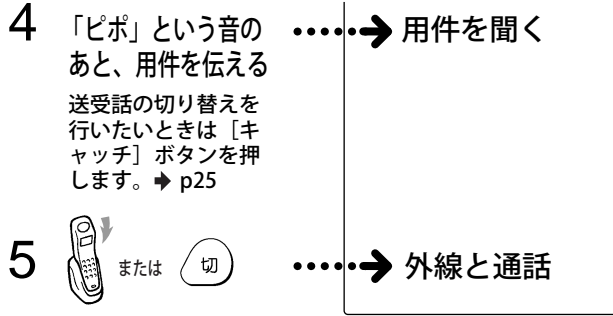 4
「ピポ」という音の
あと、用件を伝える
送受話の切り替えを
行いたいときは［キ
ャッチ］ボタンを押
します。➡ p25
用件を聞く
5
または
切
外線と通話